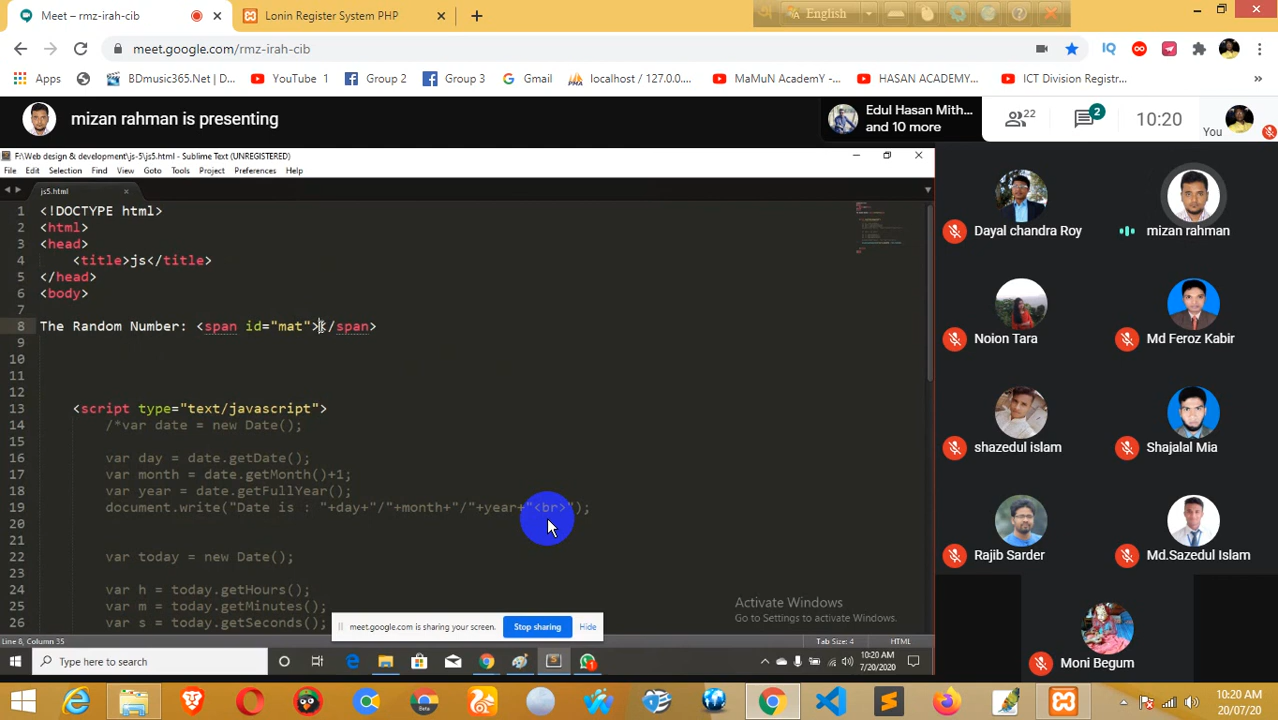 Meet – rmz-irah-cib
Lonin Register System PHP
English
meet.google.com/rmz-irah-cib
Apps
BDmusic365.Net | D...
YouTube 1
Group 2
Group 3
Gmail
localhost / 127.0.0....
MaMuN AcademY -...
HASAN ACADEMY...
ICT Division Registr...
mizan rahman is presenting
Edul Hasan Mith...
and 10 more
22
2
10:20
You
F:\Web design & development\js-5\js5.html - Sublime Text (UNREGISTERED)
File Edit Selection Find View Goto Tools Project Preferences Help
js5.html
1 <!DOCTYPE html>
2 <html>
3 <head>
4 <title>js</title>
5 </head>
6 <body>
7
8 The Random Number: <span id="mat"></span>
9
10
11
12
13 <script type="text/javascript">
14 /*var date = new Date();
15
16 var day = date.getDate();
17 var month = date.getMonth()+1;
18 var year = date.getFullYear();
19 document.write("Date is : "+day+"/"+month+"/"+year+"<br>");
20
21
22 var today = new Date();
23
24 var h = today.getHours();
25 var m = today.getMinutes();
26 var s = today.getSeconds();
Dayal chandra Roy
mizan rahman
Noion Tara
Md Feroz Kabir
shazedul islam
Shajalal Mia
Rajib Sarder
Md.Sazedul Islam
Moni Begum
Activate Windows
Go to Settings to activate Windows.
meet.google.com is sharing your screen.
Stop sharing
Hide
Line 8, Column 35
Tab Size: 4
HTML
Type here to search
10:20 AM
7/20/2020
10:20 AM
20/07/20